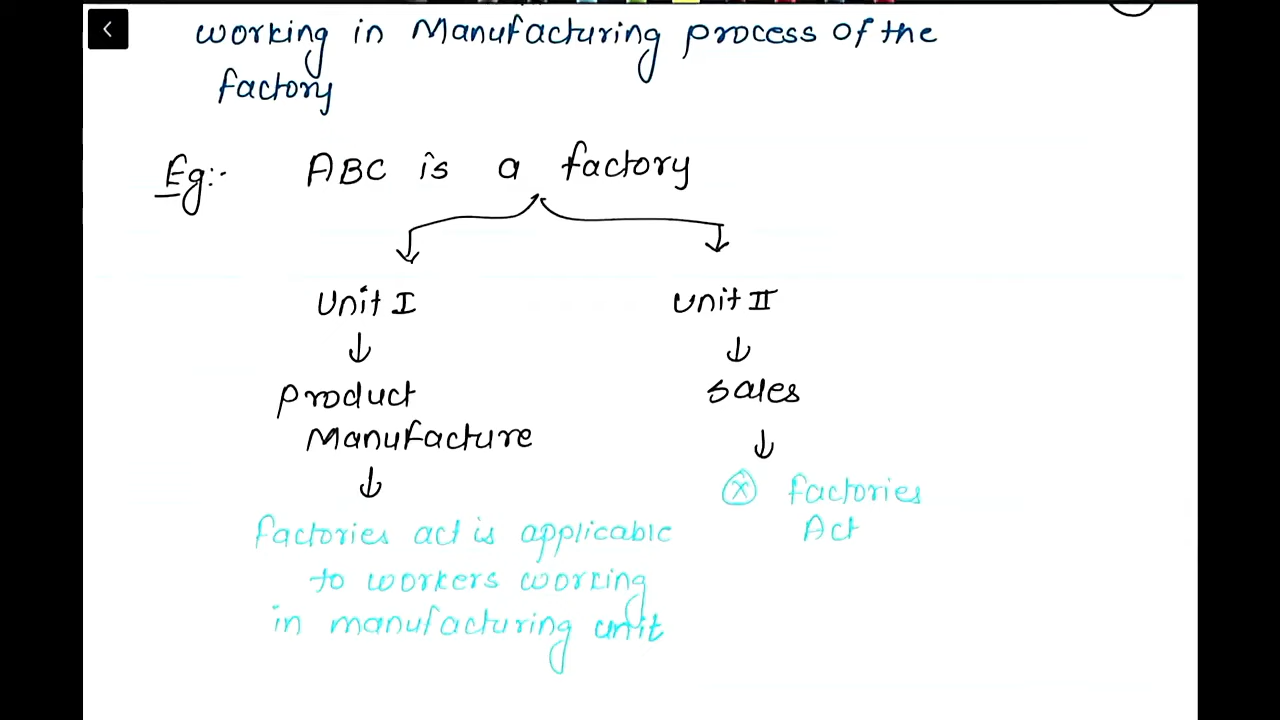 working in Manufacturing process of the
factory
Eg:- ABC is a factory
Unit I
Unit II
Product
Manufacture
Sales
factories act is applicable
to workers working
in manufacturing unit
ⓧ factories
Act